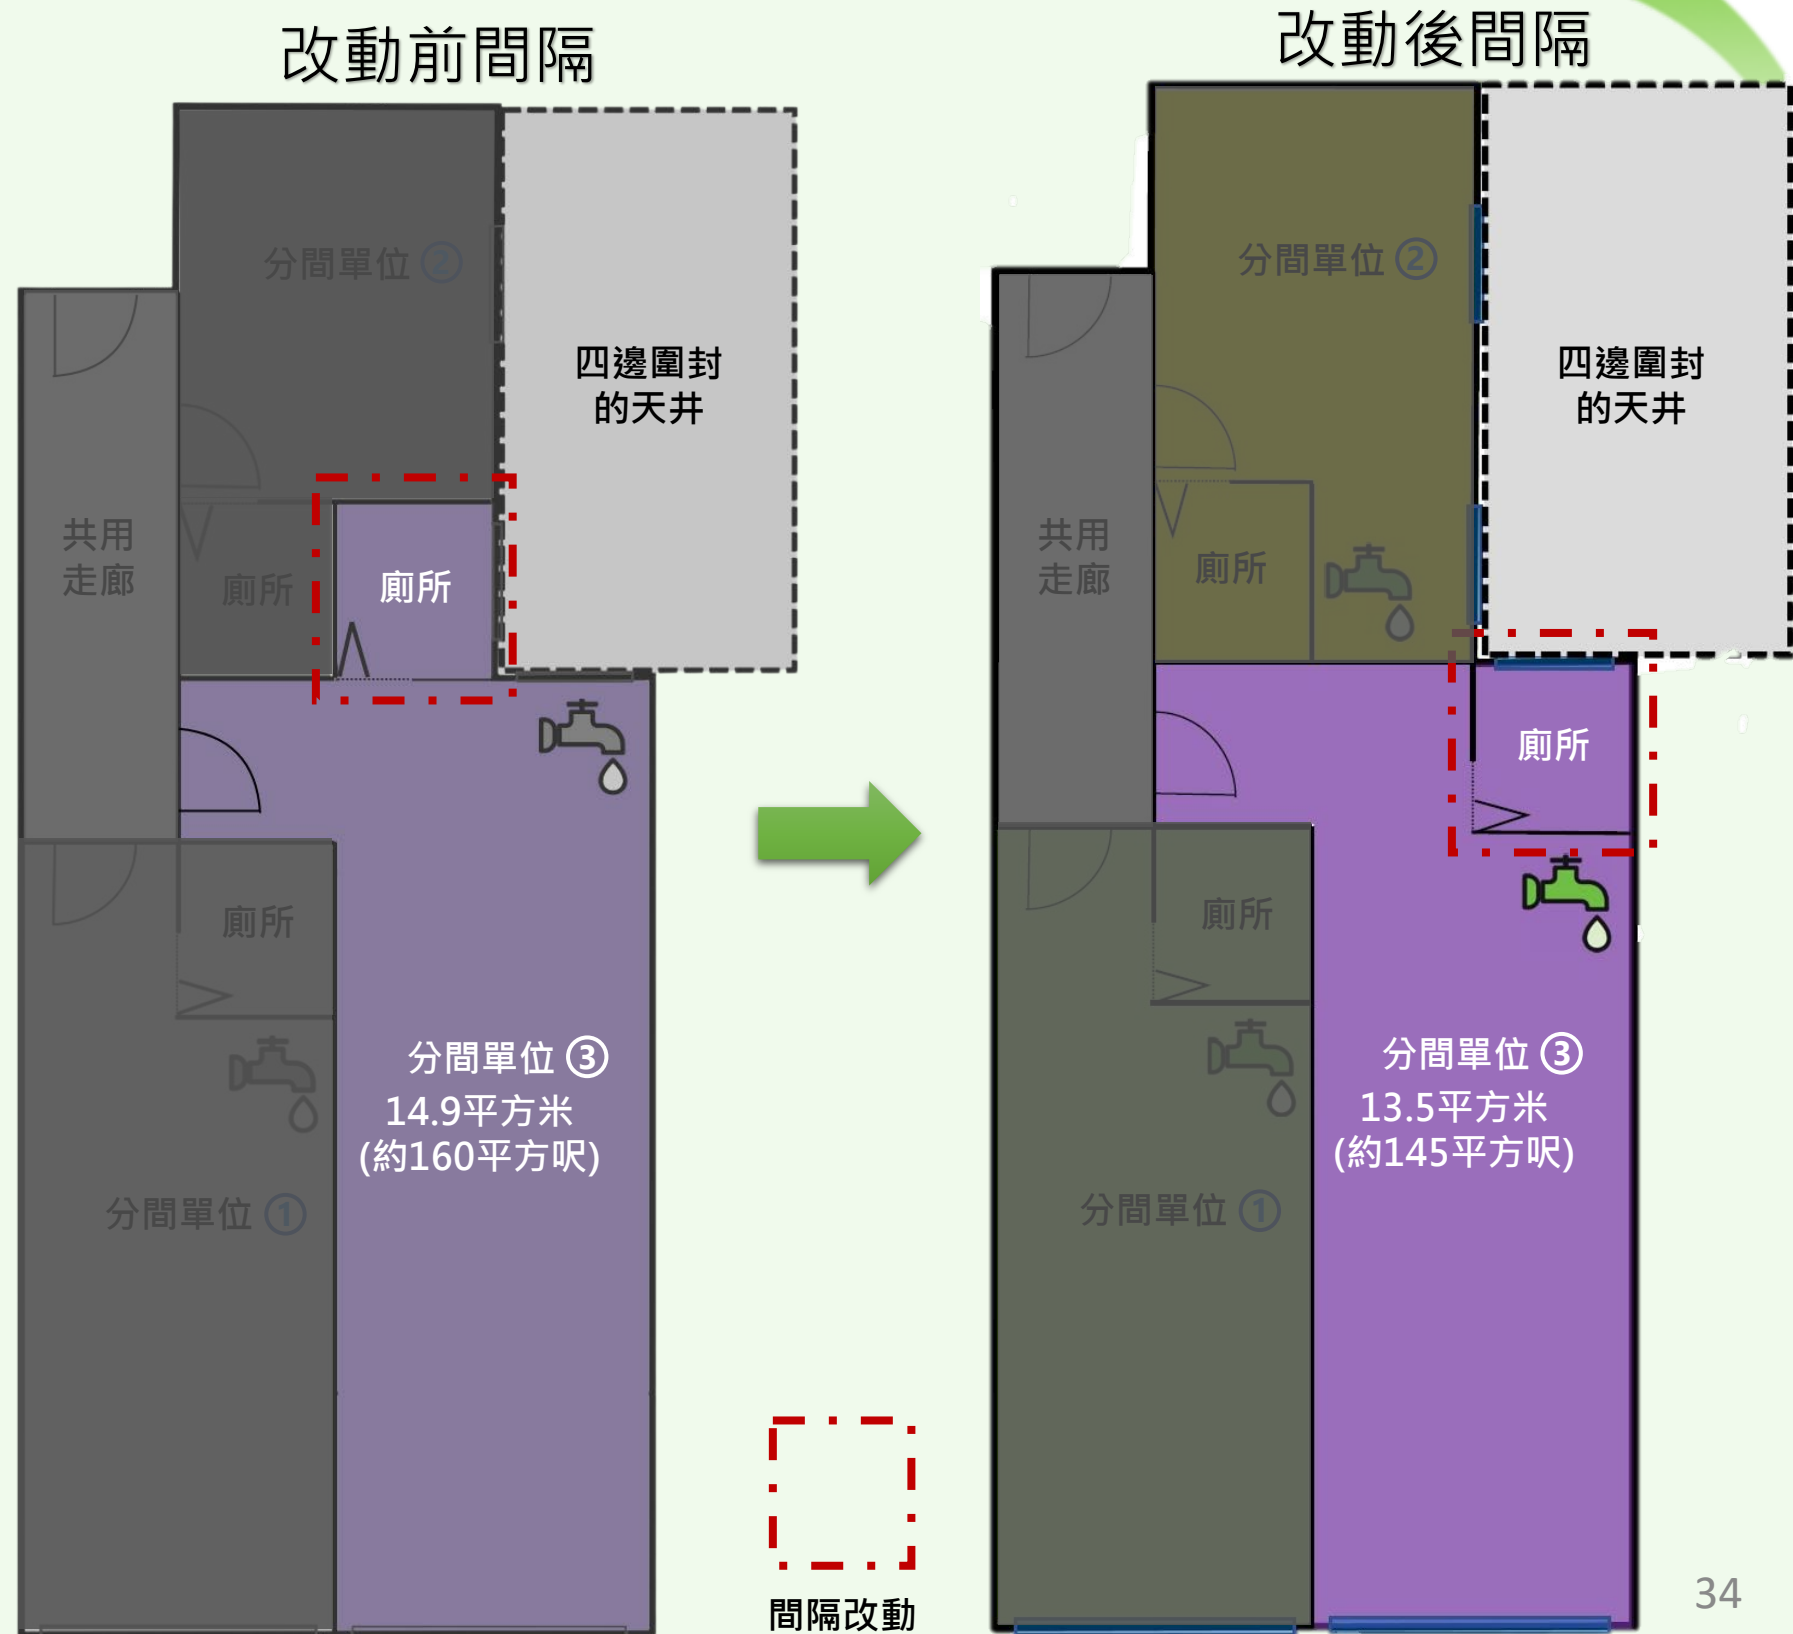 改動前間隔
分間單位 ②
四邊圍封
的天井
共用
走廊
廁所
廁所
廁所
分間單位 ③
14.9平方米
(約160平方呎)
分間單位 ①
間隔改動
改動後間隔
分間單位 ②
四邊圍封
的天井
共用
走廊
廁所
廁所
廁所
分間單位 ③
13.5平方米
(約145平方呎)
分間單位 ①
34